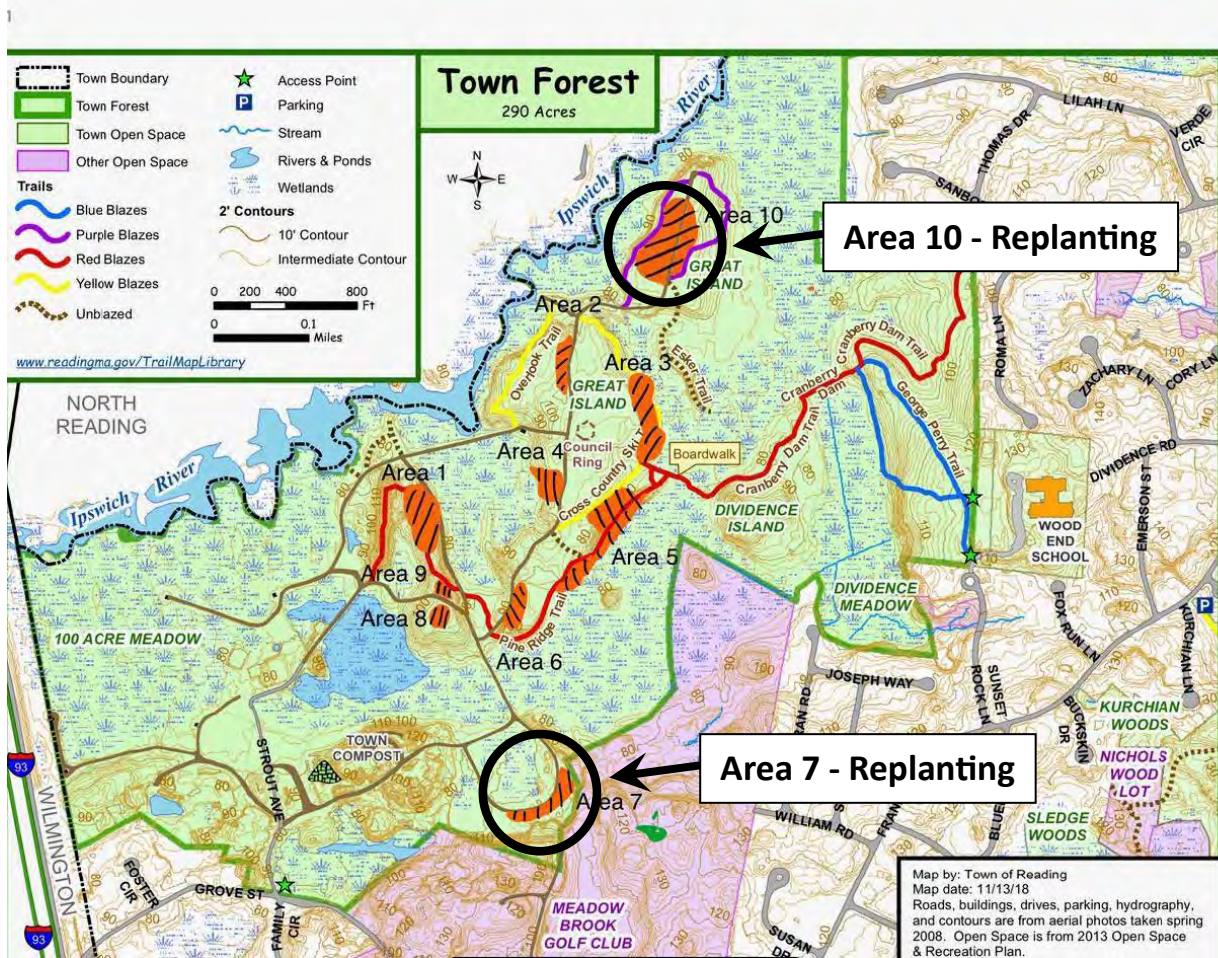 Town Boundary
Town Forest
Town Open Space
Other Open Space
Trails
Blue Blazes
Purple Blazes
Red Blazes
Yellow Blazes
Unblazed
www.readingma.gov/TrailMapLibrary
Access Point
P
Parking
Stream
Rivers & Ponds
Wetlands
2' Contours
10' Contour
Intermediate Contour
0 200 400 800
Ft
0 0.1
Miles
Town Forest
290 Acres
N
W E
S
Ipswich River
LILAH LN
THOMAS DR
VERDE
CIR
Area 10
Area 10 - Replanting
GREAT
ISLAND
Area 2
Overlook Trail
Area 3
Esker Trail
GREAT
ISLAND
Cranberry Dam Trail
Cranberry
Dam
Cranberry Dam Trail
George Perry Trail
ROMA LN
ZACHARY LN
CORY LN
DIVIDENCE RD
EMERSON ST
NORTH
READING
Ipswich River
Council
Ring
Boardwalk
Area 4
Area 1
Cross Country Ski T
DIVIDENCE
ISLAND
WOOD
END
SCHOOL
Area 5
Area 9
Area 8
Pine Ridge Trail
Area 6
DIVIDENCE
MEADOW
100 ACRE MEADOW
FOX RUN LN
P
KURCHIAN LN
JOSEPH WAY
SUNSET
ROCK LN
BUCKSKIN
DR
KURCHIAN
WOODS
TOWN
COMPOST
STROUT AVE
93
WILMINGTON
Area 7
Area 7 - Replanting
NICHOLS
WOOD
LOT
SLEDGE
WOODS
WILLIAM RD
FOSTER
CIR
GROVE ST
FAMILY
CIR
93
MEADOW
BROOK
GOLF CLUB
SUSAN
DR
Map by: Town of Reading
Map date: 11/13/18
Roads, buildings, drives, parking, hydrography,
and contours are from aerial photos taken spring
2008. Open Space is from 2013 Open Space
& Recreation Plan.